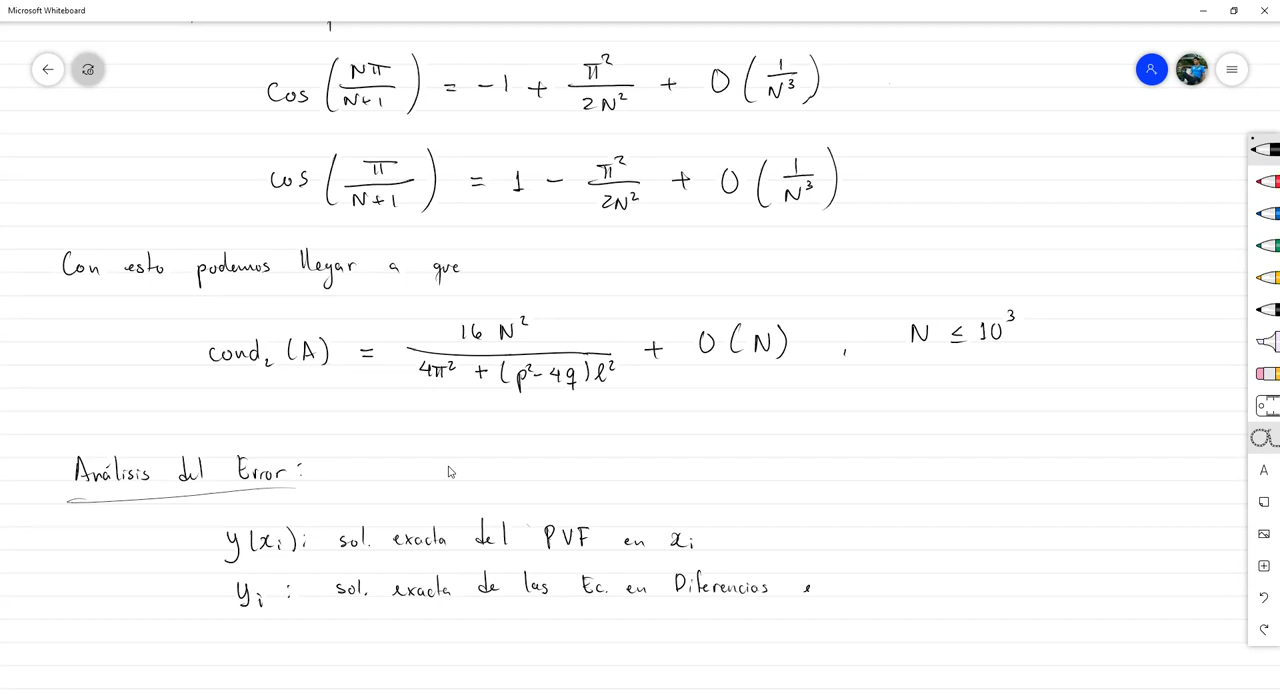 Microsoft Whiteboard
cos (Nπ/(N+1)) = -1 + π²/(2N²) + O(1/N³)
cos (π/(N+1)) = 1 - π²/(2N²) + O(1/N³)
Con esto podemos llegar a que
cond₂(A) = 16 N²/(4π² + (p²-4q)l²) + O(N) , N ≤ 10³
Análisis del Error:
y(xᵢ): sol. exacta del PVF en xᵢ
yᵢ : sol. exacta de las Ec. en Diferencios e
A